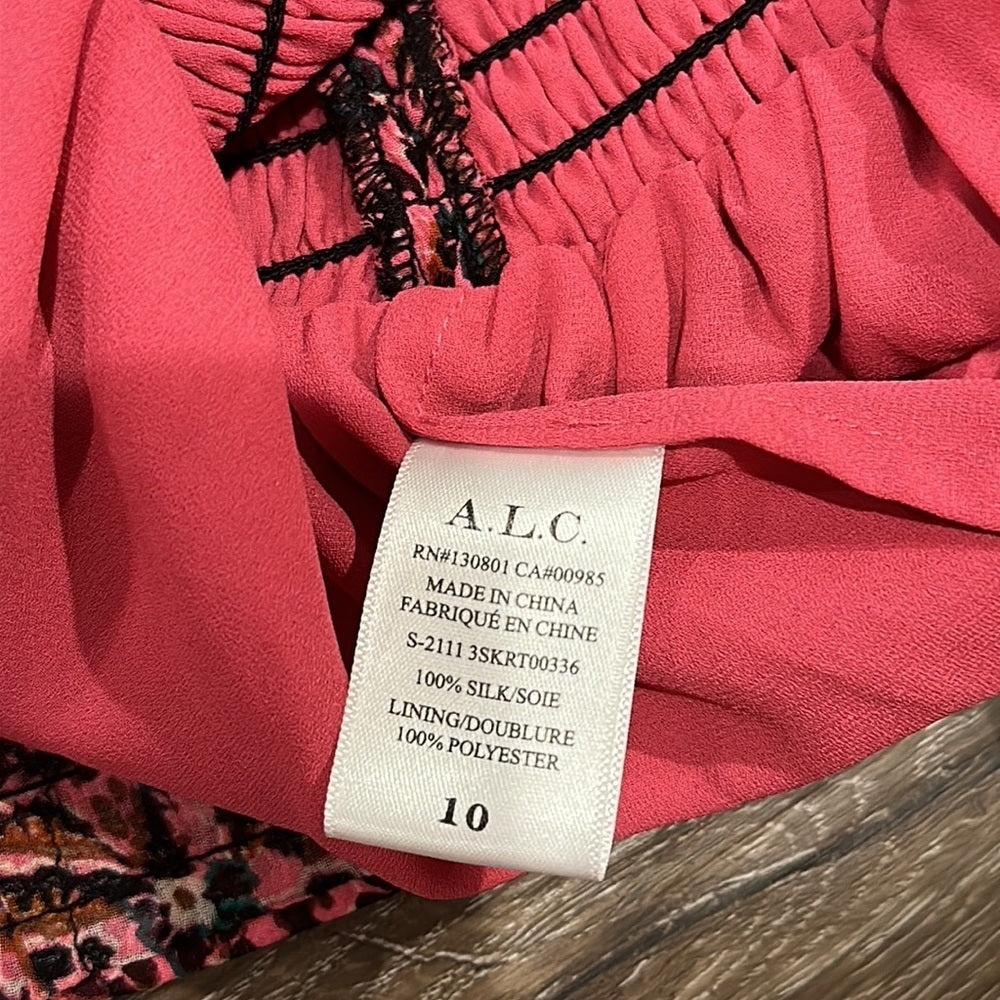 A.L.C.
RN#130801 CA#00985
MADE IN CHINA
FABRIQUÉ EN CHINE
S-2111 3SKRT00336
100% SILK/SOIE
LINING/DOUBLURE
100% POLYESTER
10